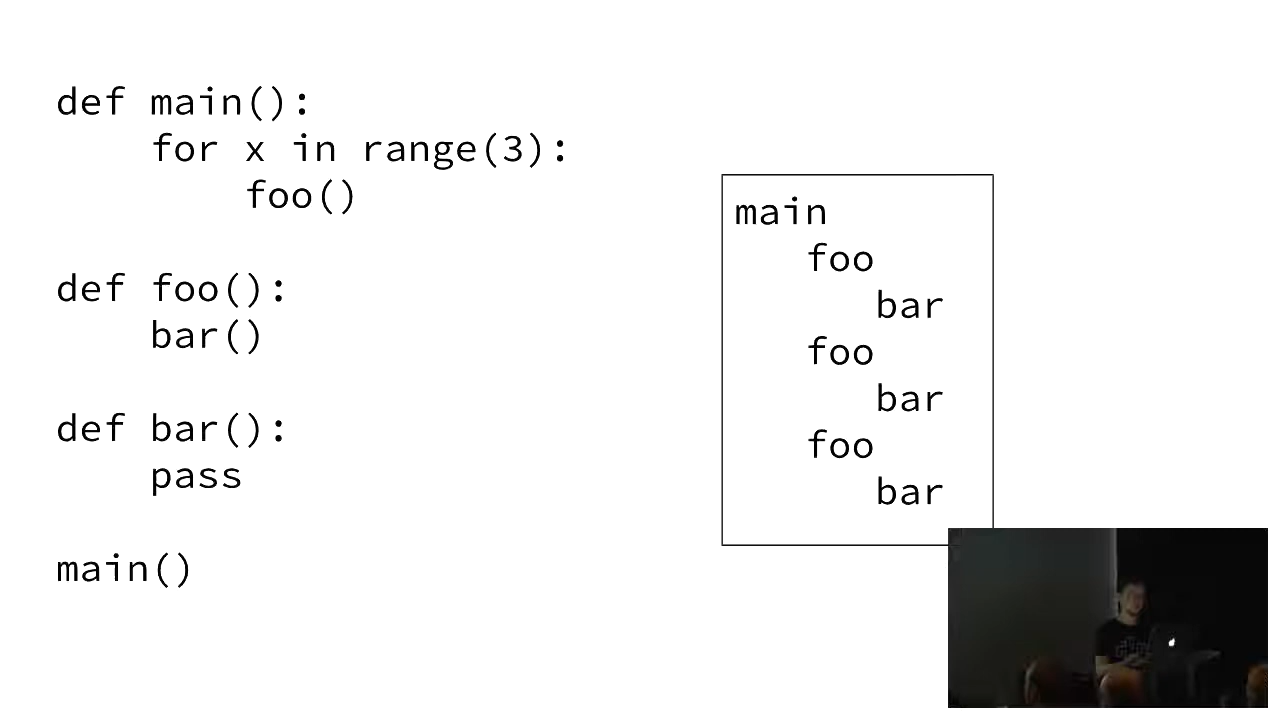 def main():
    for x in range(3):
        foo()
def foo():
    bar()
def bar():
    pass
main()
main
   foo
      bar
   foo
      bar
   foo
      bar